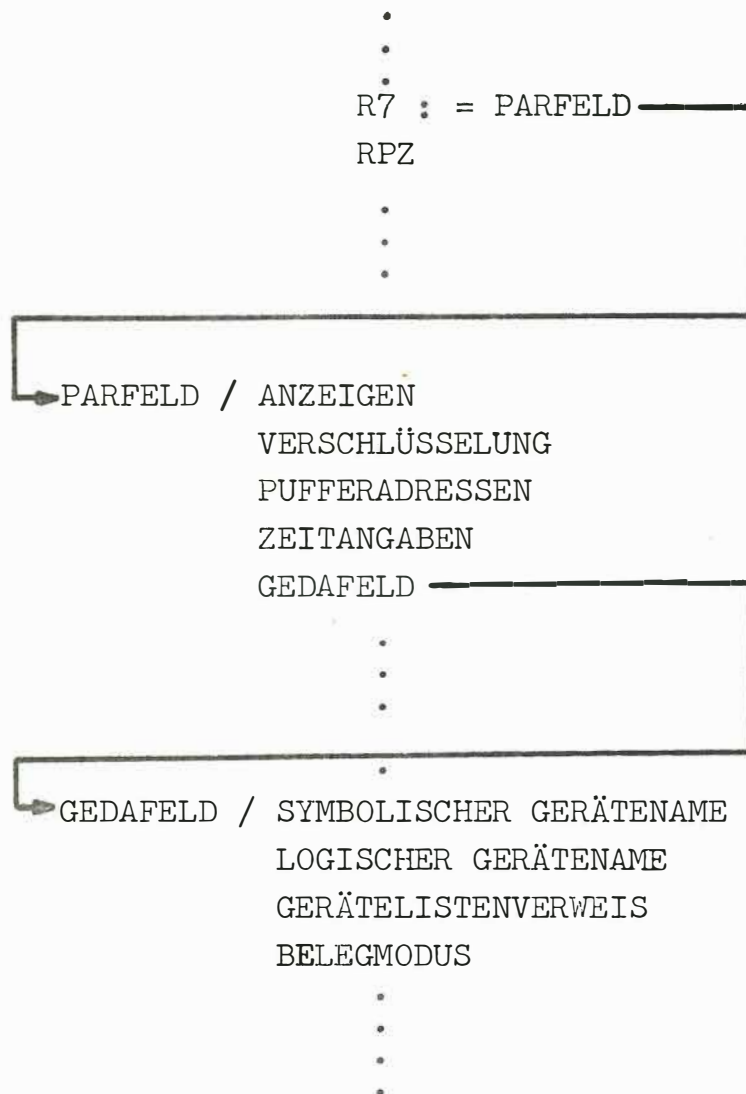 R7 : = PARFELD
RPZ
PARFELD / ANZEIGEN
VERSCHLÜSSELUNG
PUFFERADRESSEN
ZEITANGABEN
GEDAFELD
GEDAFELD / SYMBOLISCHER GERÄTENAME
LOGISCHER GERÄTENAME
GERÄTELISTENVERWEIS
BELEGMODUS